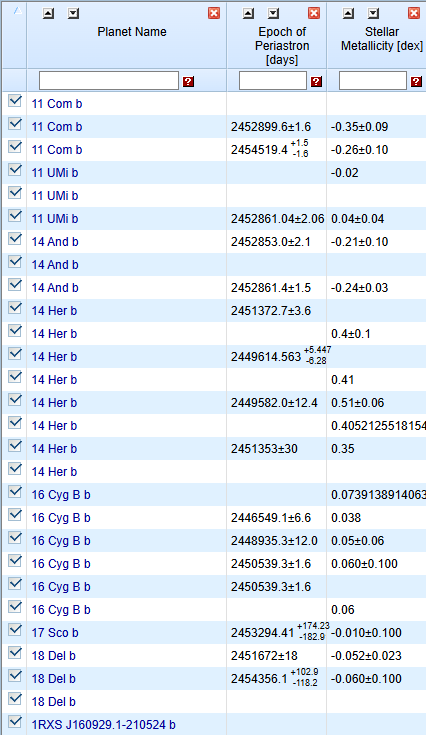 Planet Name
Epoch of
Periastron
[days]
Stellar
Metallicity [dex]
? ? ?
11 Com b
11 Com b 2452899.6±1.6 -0.35±0.09
11 Com b 2454519.4 +1.5 -1.6 -0.26±0.10
11 UMi b -0.02
11 UMi b
11 UMi b 2452861.04±2.06 0.04±0.04
14 And b 2452853.0±2.1 -0.21±0.10
14 And b
14 And b 2452861.4±1.5 -0.24±0.03
14 Her b 2451372.7±3.6
14 Her b 0.4±0.1
14 Her b 2449614.563 +5.447 -6.28
14 Her b 0.41
14 Her b 2449582.0±12.4 0.51±0.06
14 Her b 0.4052125518154
14 Her b 2451353±30 0.35
14 Her b
16 Cyg B b 0.0739138914063
16 Cyg B b 2446549.1±6.6 0.038
16 Cyg B b 2448935.3±12.0 0.05±0.06
16 Cyg B b 2450539.3±1.6 0.060±0.100
16 Cyg B b 2450539.3±1.6
16 Cyg B b 0.06
17 Sco b 2453294.41 +174.23 -182.9 -0.010±0.100
18 Del b 2451672±18 -0.052±0.023
18 Del b 2454356.1 +102.9 -118.2 -0.060±0.100
18 Del b
1RXS J160929.1-210524 b